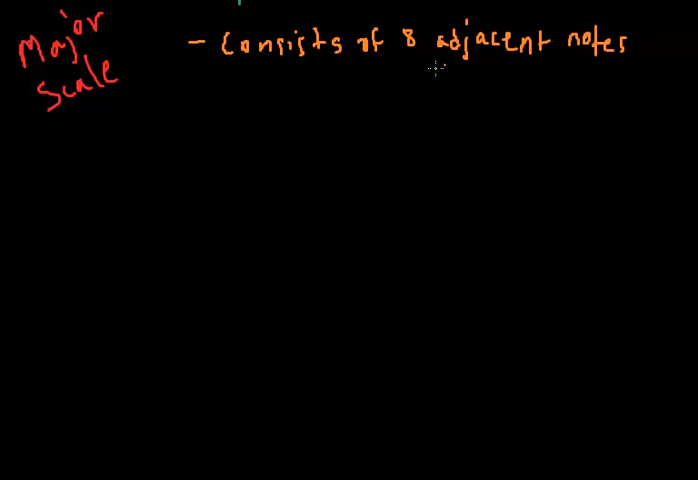 Major
Scale
- Consists of 8 adjacent notes